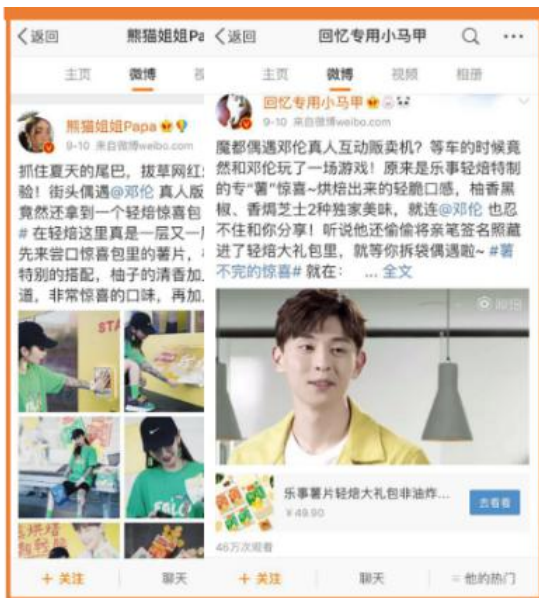 返回
熊猫姐姐Pa
主页
微博
熊猫姐姐Papa
9-10 来自微博weibo.com
抓住夏天的尾巴，拔草网红
验！街头偶遇@邓伦 真人版
竟然还拿到一个轻焙惊喜包
# 在轻焙这里真是一层又一
先来尝口惊喜包里的薯片，
特别的搭配，柚子的清香加
道，非常惊喜的口味，再加
STA
+ 关注
聊天
返回
回忆专用小马甲
主页
微博
视频
相册
回忆专用小马甲
9-10 来自微博weibo.com
魔都偶遇邓伦真人互动贩卖机？等车的时候竟
然和邓伦玩了一场游戏！原来是乐事轻焙特制
的专“薯”惊喜~烘焙出来的轻脆口感，柚香黑
椒、香焗芝士2种独家美味，就连@邓伦 也忍
不住和你分享！听说他还偷偷将亲笔签名照藏
进了轻焙大礼包里，就等你拆袋偶遇啦~ #薯
不完的惊喜# 就在： ... 全文
乐事薯片轻焙大礼包非油炸...
¥49.90
去看看
46万次观看
+ 关注
聊天
他的热门